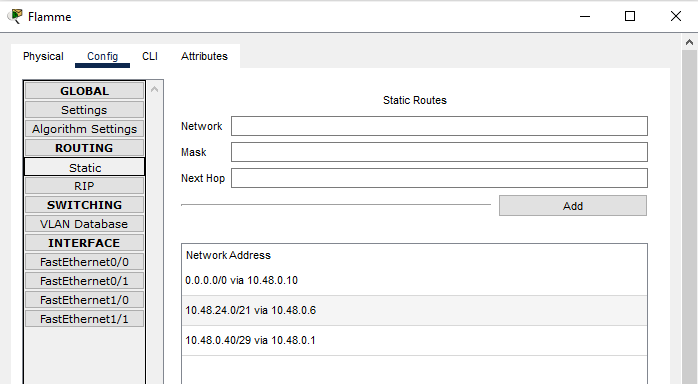 Flamme
Physical Config CLI Attributes
GLOBAL
Settings
Algorithm Settings
ROUTING
Static
RIP
SWITCHING
VLAN Database
INTERFACE
FastEthernet0/0
FastEthernet0/1
FastEthernet1/0
FastEthernet1/1
Static Routes
Network
Mask
Next Hop
Add
Network Address
0.0.0.0/0 via 10.48.0.10
10.48.24.0/21 via 10.48.0.6
10.48.0.40/29 via 10.48.0.1